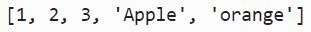 [1, 2, 3, 'Apple', 'orange']